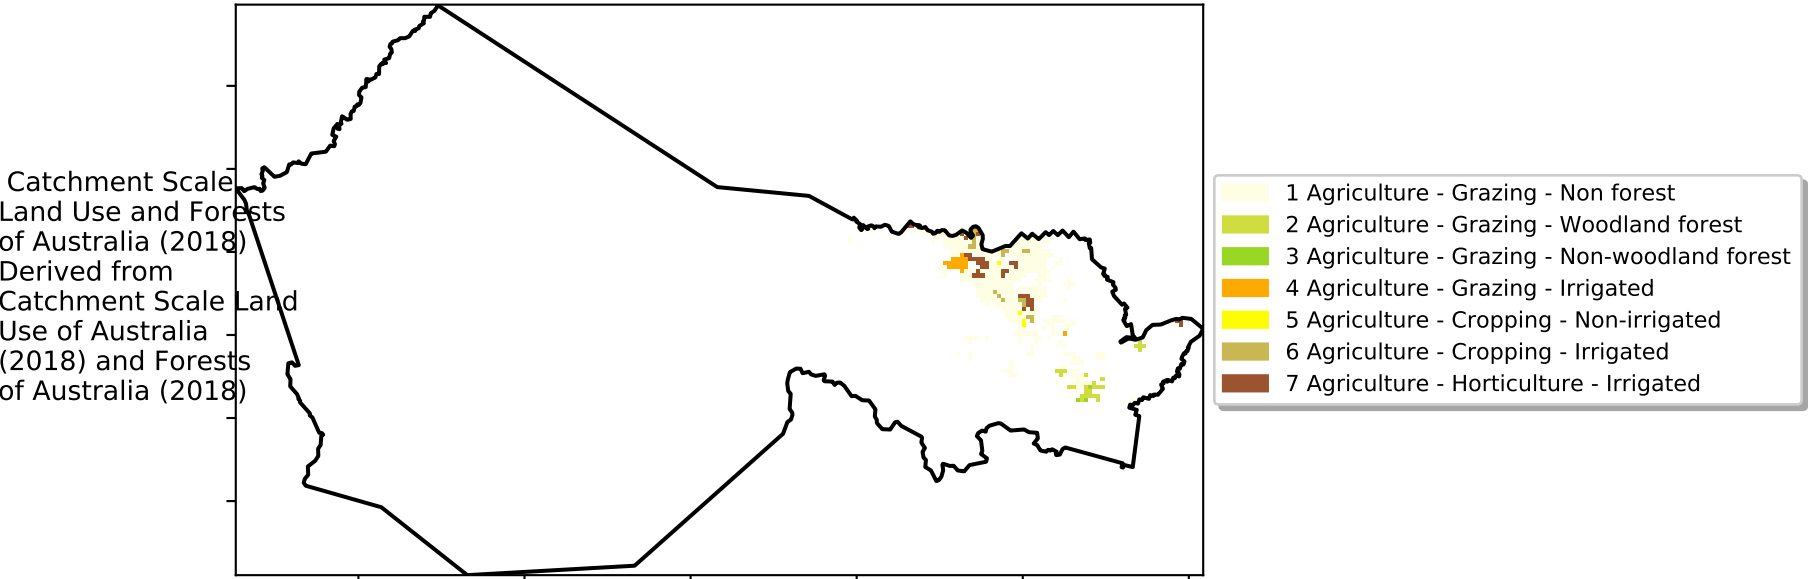 Catchment Scale
Land Use and Forests
of Australia (2018)
Derived from
Catchment Scale Land
Use of Australia
(2018) and Forests
of Australia (2018)
1 Agriculture - Grazing - Non forest
2 Agriculture - Grazing - Woodland forest
3 Agriculture - Grazing - Non-woodland forest
4 Agriculture - Grazing - Irrigated
5 Agriculture - Cropping - Non-irrigated
6 Agriculture - Cropping - Irrigated
7 Agriculture - Horticulture - Irrigated